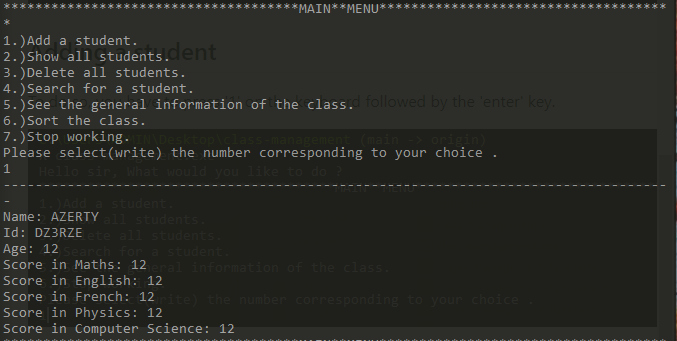 *************************************MAIN**MENU************************************
*
1.)Add a student.
2.)Show all students.
3.)Delete all students.
4.)Search for a student.
5.)See the general information of the class.
6.)Sort the class.
7.)Stop working.
Please select(write) the number corresponding to your choice .
1
-----------------------------------------------------------------------------------
-
Name: AZERTY
Id: DZ3RZE
Age: 12
Score in Maths: 12
Score in English: 12
Score in French: 12
Score in Physics: 12
Score in Computer Science: 12
*************************************MAIN**MENU************************************